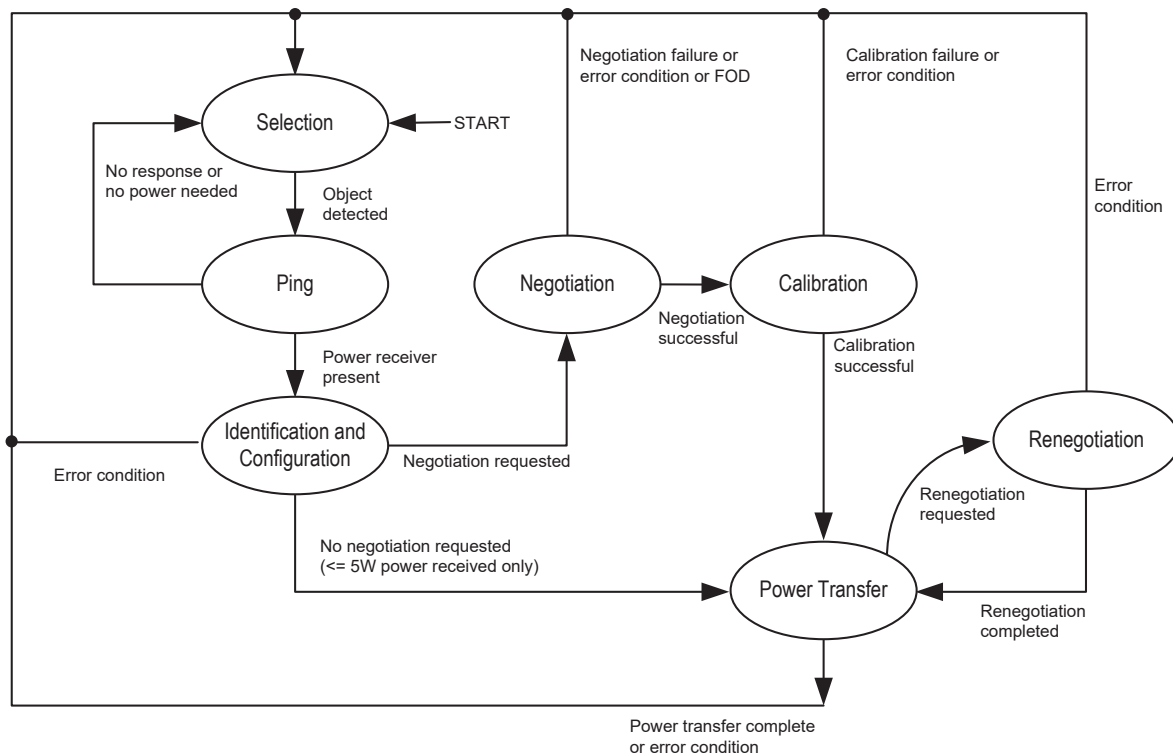 Negotiation failure or
error condition or FOD
Calibration failure or
error condition
Selection
START
No response or
no power needed
Object
detected
Error
condition
Ping
Negotiation
Calibration
Negotiation
successful
Calibration
successful
Power receiver
present
Identification and
Configuration
Renegotiation
Error condition
Negotiation requested
Renegotiation
requested
No negotiation requested
(<= 5W power received only)
Power Transfer
Renegotiation
completed
Power transfer complete
or error condition